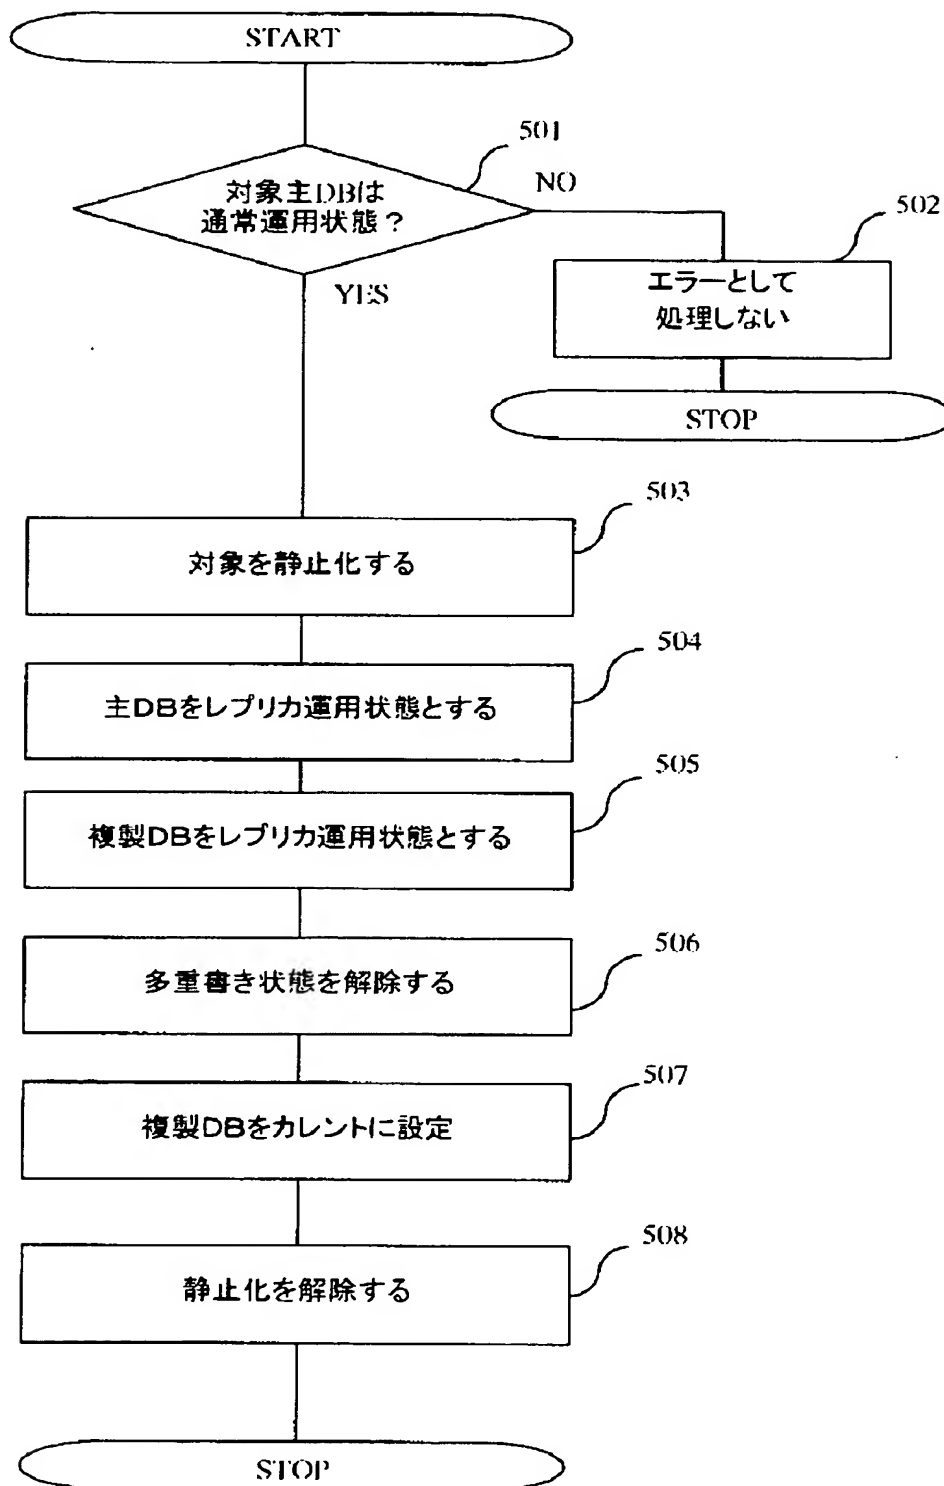 START
501
対象主DBは
通常運用状態?
NO
YES
502
エラーとして
処理しない
STOP
503
対象を静止化する
504
主DBをレプリカ運用状態とする
505
複製DBをレプリカ運用状態とする
506
多重書き状態を解除する
507
複製DBをカレントに設定
508
静止化を解除する
STOP